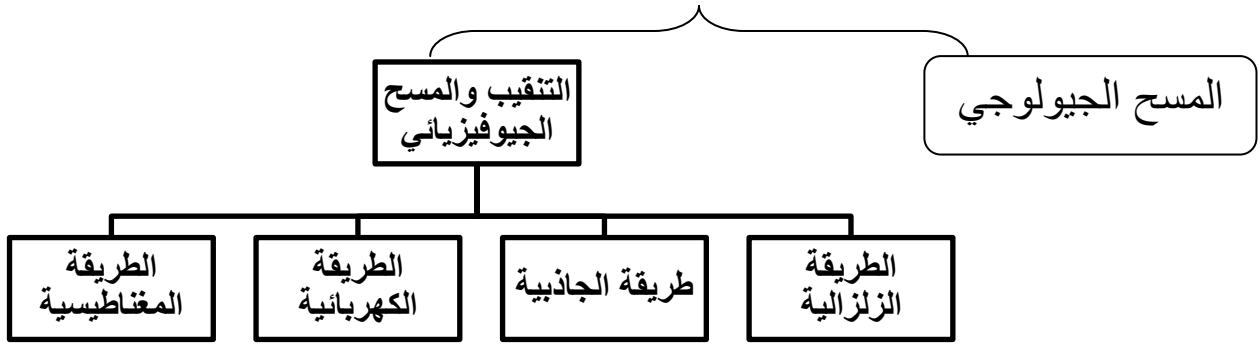 المسح الجيولوجي
التنقيب والمسح
الجيوفيزيائي
الطريقة
الزلزالية
طريقة الجاذبية
الطريقة
الكهربائية
الطريقة
المغناطيسية